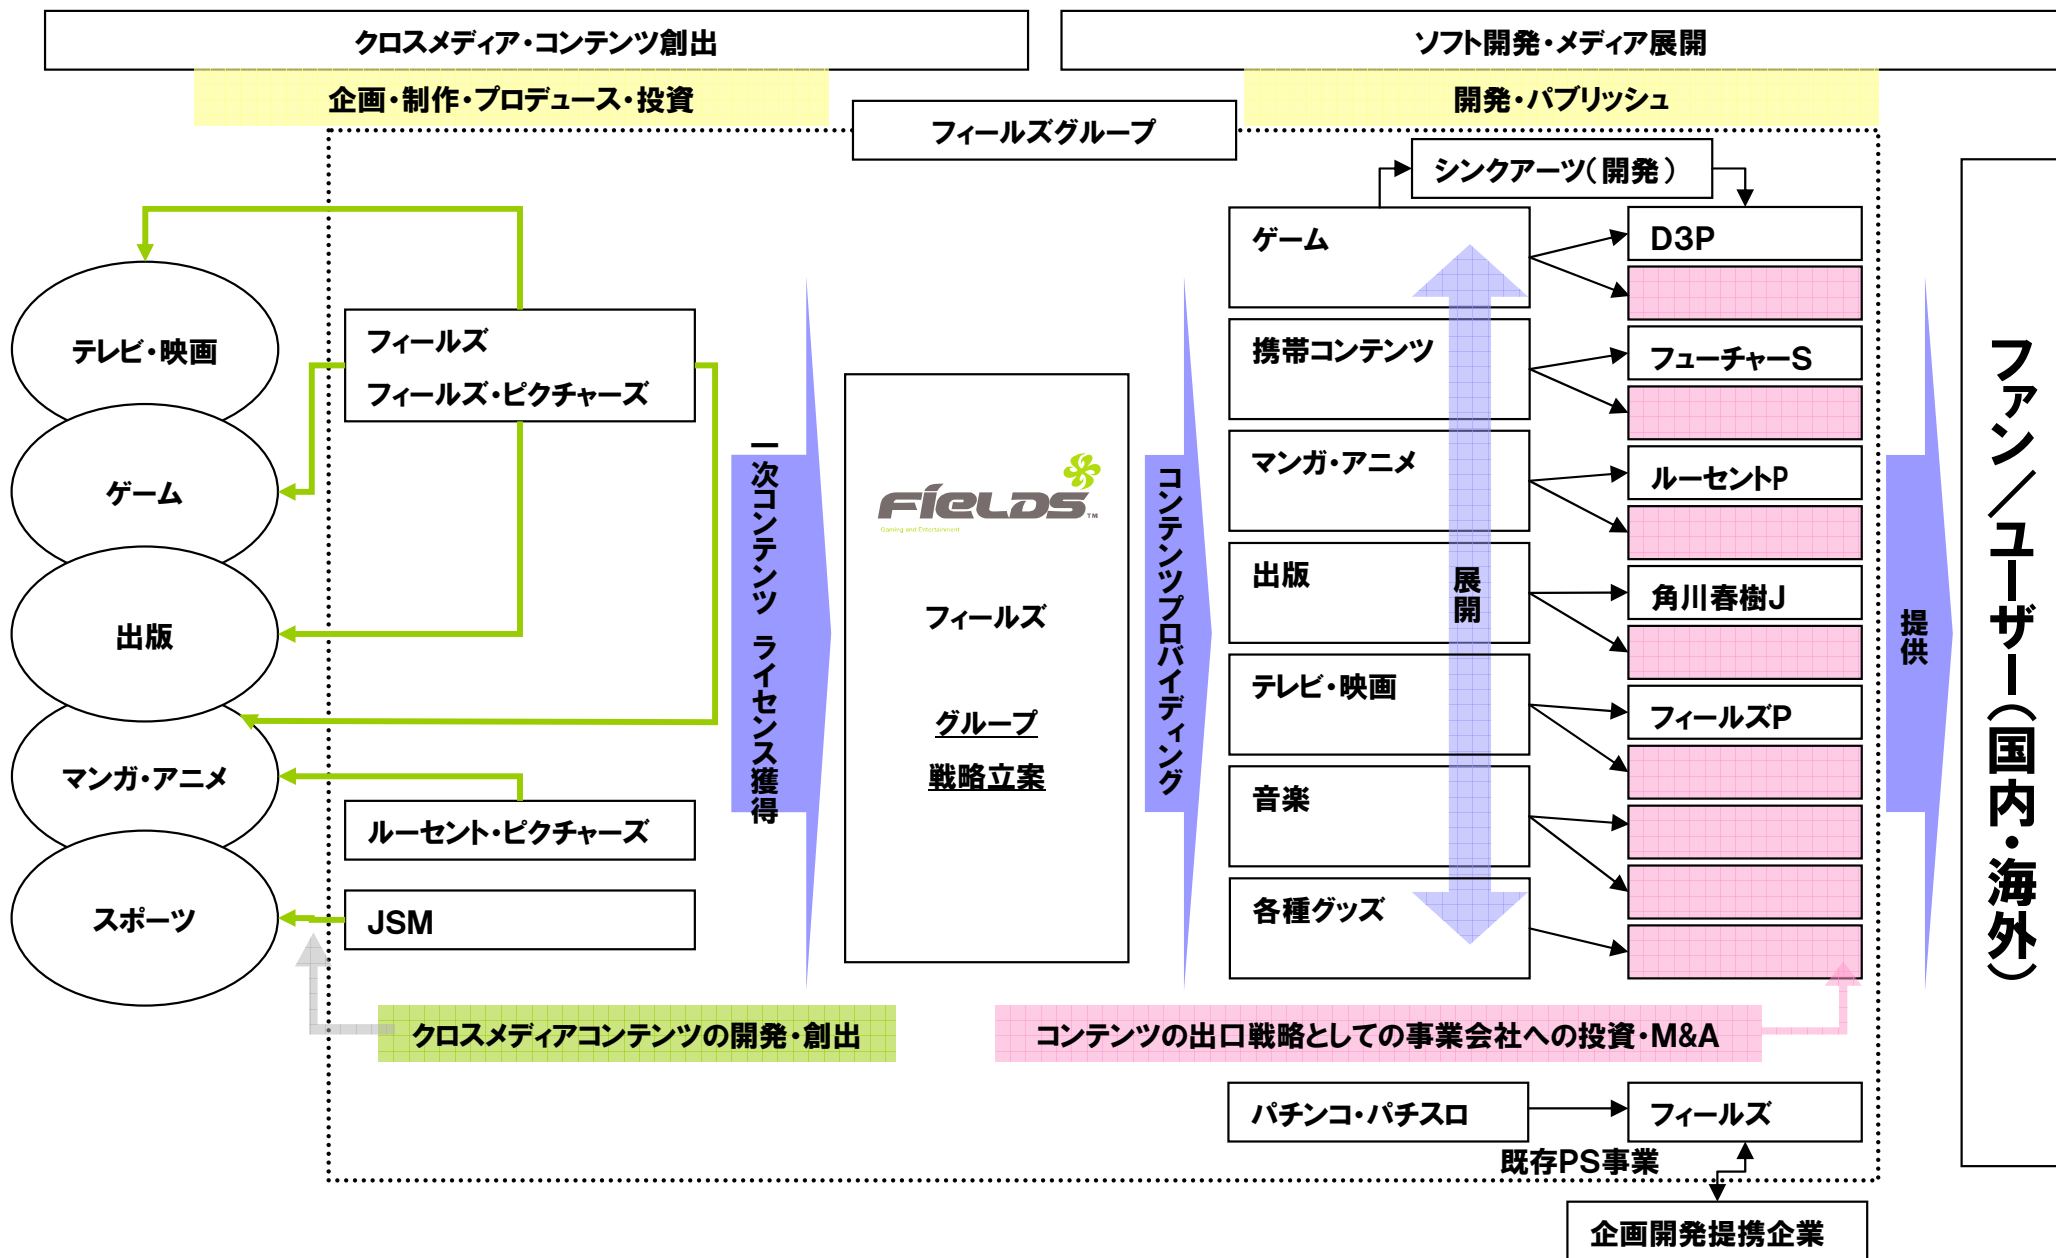 クロスメディア・コンテンツ創出
ソフト開発・メディア展開
企画・制作・プロデュース・投資
開発・パブリッシュ
フィールズグループ
シンクアーツ(開発)
テレビ・映画
ゲーム
出版
マンガ・アニメ
スポーツ
フィールズ
フィールズ・ピクチャーズ
ルーセント・ピクチャーズ
JSM
一次コンテンツ ライセンス獲得
FIELDS TM
Gaming and Entertainment
フィールズ
グループ
戦略立案
コンテンツプロバイディング
ゲーム
携帯コンテンツ
マンガ・アニメ
出版
テレビ・映画
音楽
各種グッズ
展開
D3P
フューチャーS
ルーセントP
角川春樹J
フィールズP
提供
ファン/ユーザー(国内・海外)
クロスメディアコンテンツの開発・創出
コンテンツの出口戦略としての事業会社への投資・M&A
パチンコ・パチスロ
フィールズ
既存PS事業
企画開発提携企業